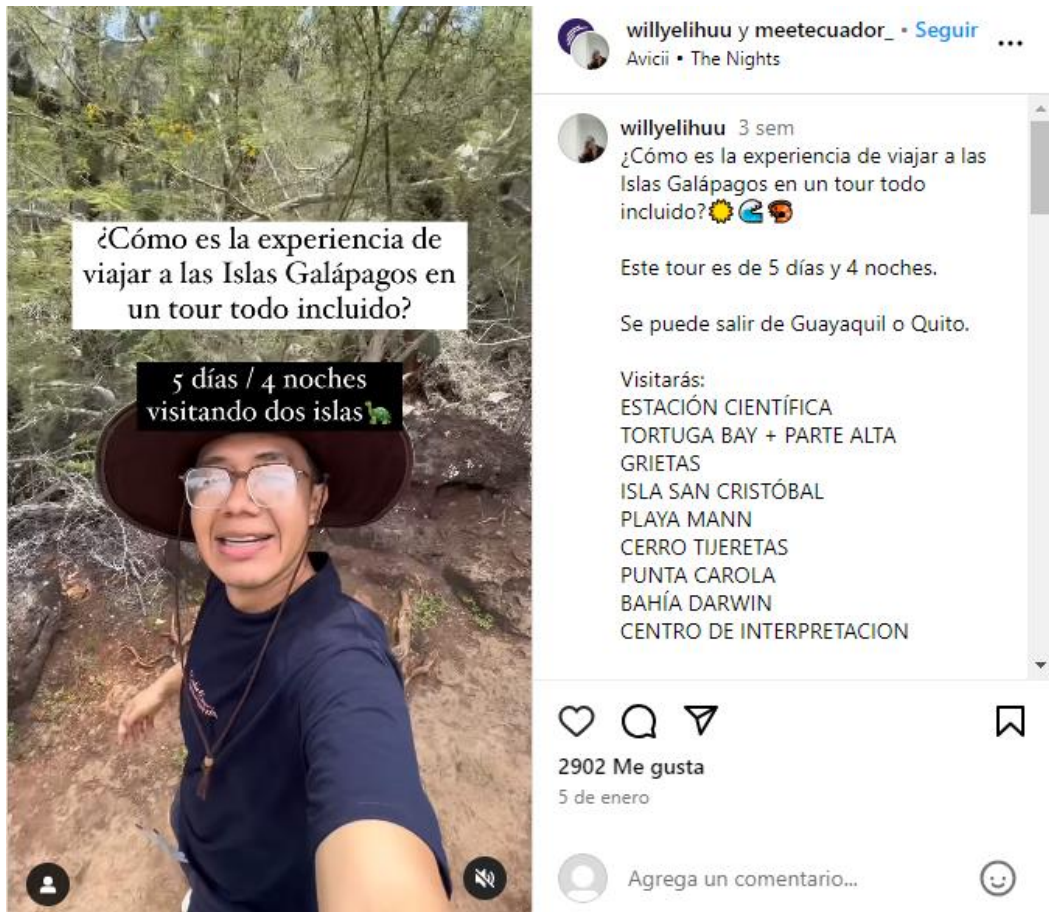 ¿Cómo es la experiencia de
viajar a las Islas Galápagos en
un tour todo incluido?
5 días / 4 noches
visitando dos islas🐢
willyelihuu y meetecuador_ • Seguir
Avicii • The Nights
willyelihuu 3 sem
¿Cómo es la experiencia de viajar a las
Islas Galápagos en un tour todo
incluido?
Este tour es de 5 días y 4 noches.
Se puede salir de Guayaquil o Quito.
Visitarás:
ESTACIÓN CIENTÍFICA
TORTUGA BAY + PARTE ALTA
GRIETAS
ISLA SAN CRISTÓBAL
PLAYA MANN
CERRO TIJERETAS
PUNTA CAROLA
BAHÍA DARWIN
CENTRO DE INTERPRETACION
2902 Me gusta
5 de enero
Agrega un comentario...